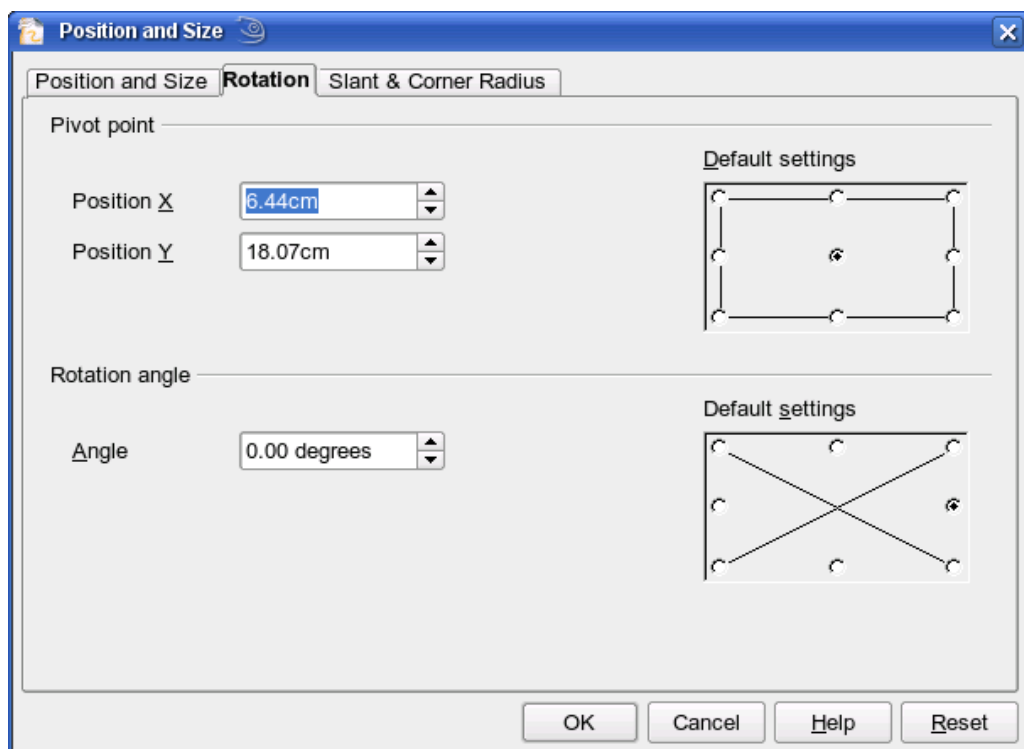 Position and Size
Position and Size Rotation Slant & Corner Radius
Pivot point
Default settings
Position X 6.44cm
Position Y 18.07cm
Rotation angle
Default settings
Angle 0.00 degrees
OK Cancel Help Reset